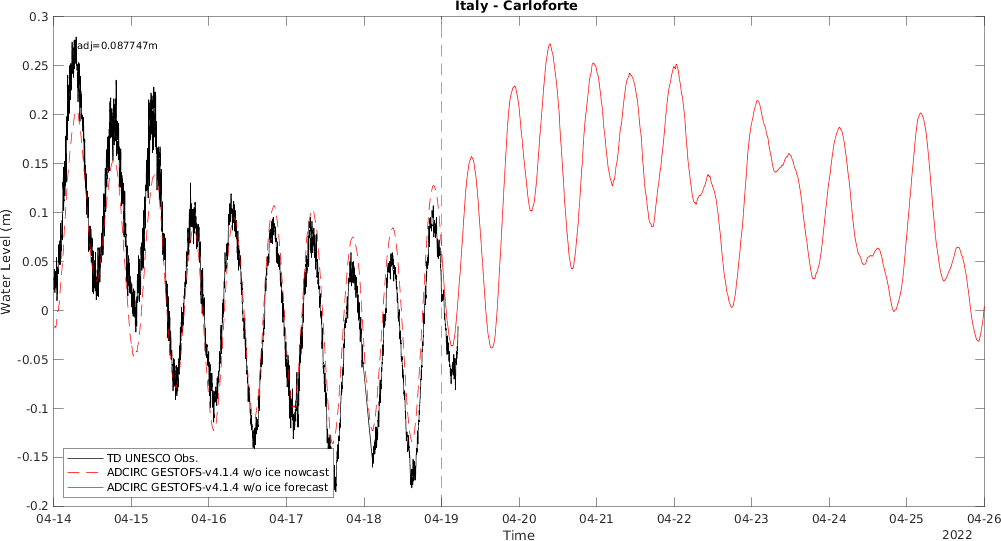 Italy - Carloforte
0.3
0.25
0.2
0.15
0.1
0.05
0
-0.05
-0.1
-0.15
-0.2
Water Level (m)
adj=0.087747m
TD UNESCO Obs.
ADCIRC GESTOFS-v4.1.4 w/o ice nowcast
ADCIRC GESTOFS-v4.1.4 w/o ice forecast
04-14 04-15 04-16 04-17 04-18 04-19 04-20 04-21 04-22 04-23 04-24 04-25 04-26
Time
2022